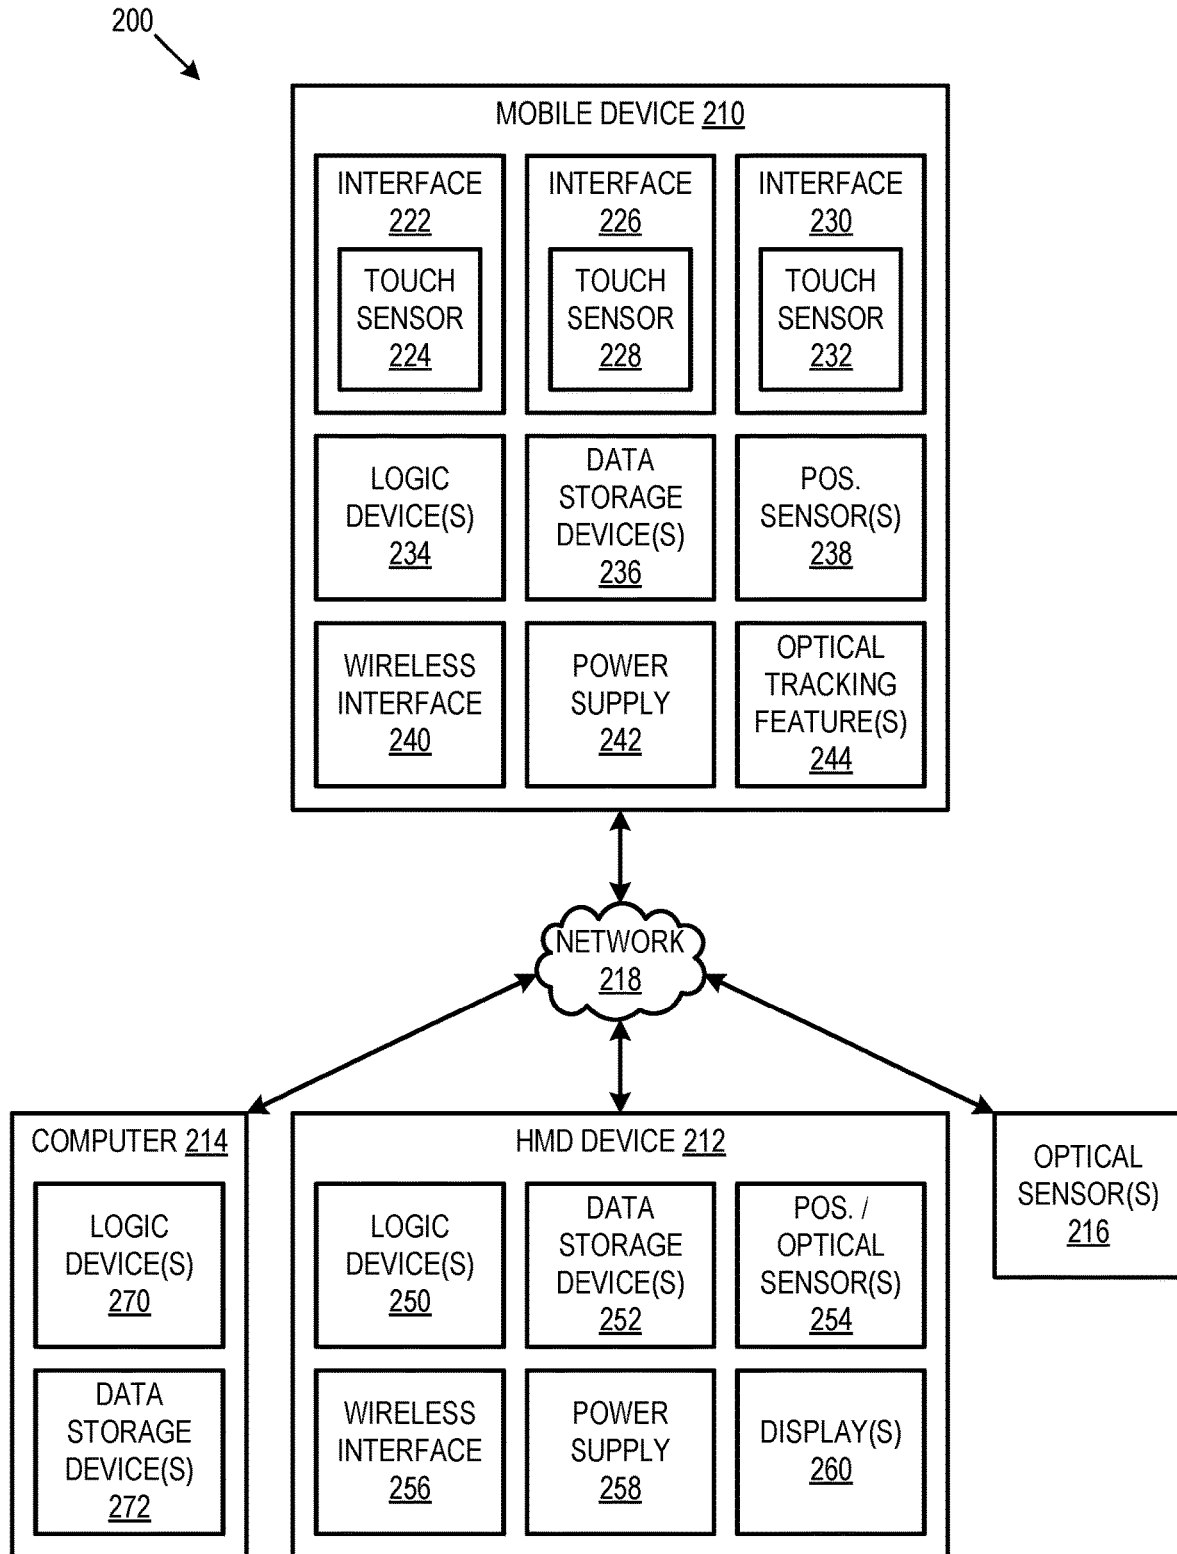 200
MOBILE DEVICE 210
INTERFACE
222
TOUCH
SENSOR
224
INTERFACE
226
TOUCH
SENSOR
228
INTERFACE
230
TOUCH
SENSOR
232
LOGIC
DEVICE(S)
234
DATA
STORAGE
DEVICE(S)
236
POS.
SENSOR(S)
238
WIRELESS
INTERFACE
240
POWER
SUPPLY
242
OPTICAL
TRACKING
FEATURE(S)
244
NETWORK
218
COMPUTER 214
LOGIC
DEVICE(S)
270
DATA
STORAGE
DEVICE(S)
272
HMD DEVICE 212
LOGIC
DEVICE(S)
250
DATA
STORAGE
DEVICE(S)
252
POS. /
OPTICAL
SENSOR(S)
254
WIRELESS
INTERFACE
256
POWER
SUPPLY
258
DISPLAY(S)
260
OPTICAL
SENSOR(S)
216